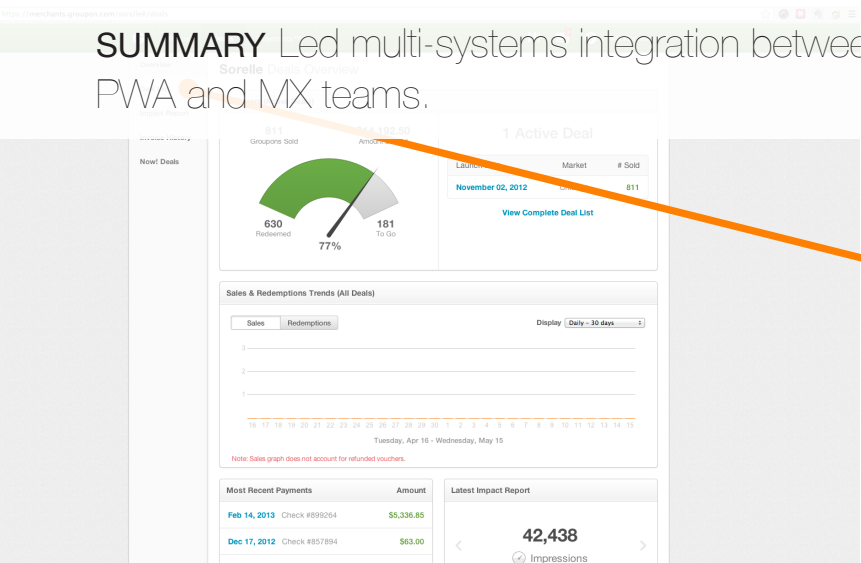 https://merchants.groupon.com/
SUMMARY Led multi-systems integration betwee
PWA and MX teams.
Sorelle Deals Overview
811
Groupons Sold
1 Active Deal
Market # Sold
November 02, 2012 811
View Complete Deal List
Now! Deals
630
Redeemed
181
To Go
77%
Sales & Redemptions Trends (All Deals)
Sales Redemptions Display Daily – 30 days
3
2
1
16 17 18 19 20 21 22 23 24 25 26 27 28 29 30 1 2 3 4 5 6 7 8 9 10 11 12 13 14 15
Tuesday, Apr 16 - Wednesday, May 15
Note: Sales graph does not account for refunded vouchers.
Most Recent Payments Amount
Feb 14, 2013 Check #899264 $5,336.85
Dec 17, 2012 Check #857894 $63.00
Latest Impact Report
42,438
Impressions